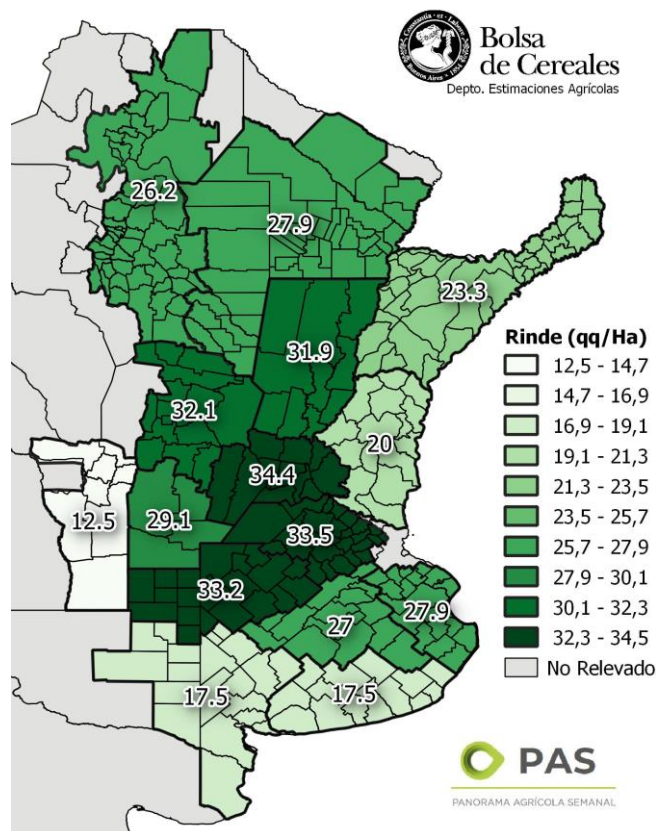 Bolsa
de Cereales
Depto. Estimaciones Agrícolas
26.2
27.9
23.3
31.9
32.1
20
34.4
12.5
29.1
33.5
33.2
27
27.9
17.5
17.5
Rinde (qq/Ha)
12,5 - 14,7
14,7 - 16,9
16,9 - 19,1
19,1 - 21,3
21,3 - 23,5
23,5 - 25,7
25,7 - 27,9
27,9 - 30,1
30,1 - 32,3
32,3 - 34,5
No Relevado
PAS
PANORAMA AGRÍCOLA SEMANAL